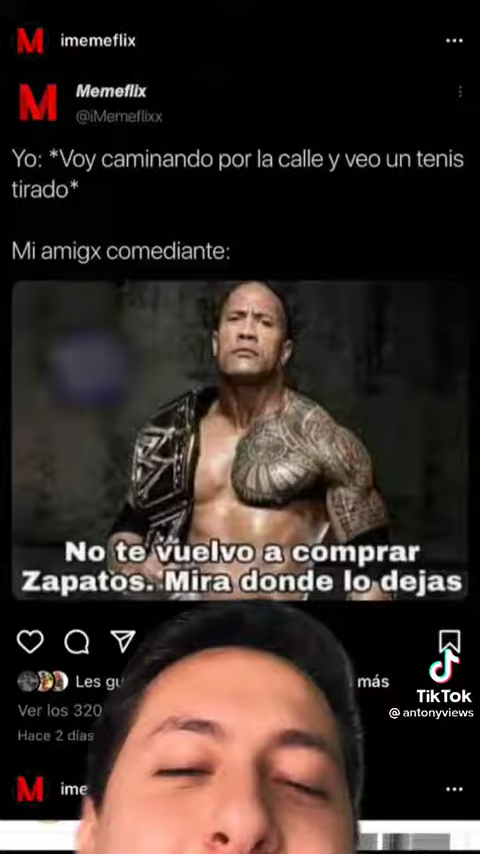 imemeflix
Memeflix
@iMemeflixx
Yo: *Voy caminando por la calle y veo un tenis
tirado*
Mi amigx comediante:
No te vuelvo a comprar
Zapatos. Mira donde lo dejas
Les gu
más
TikTok
@antonyviews
Ver los 320
Hace 2 días
ime